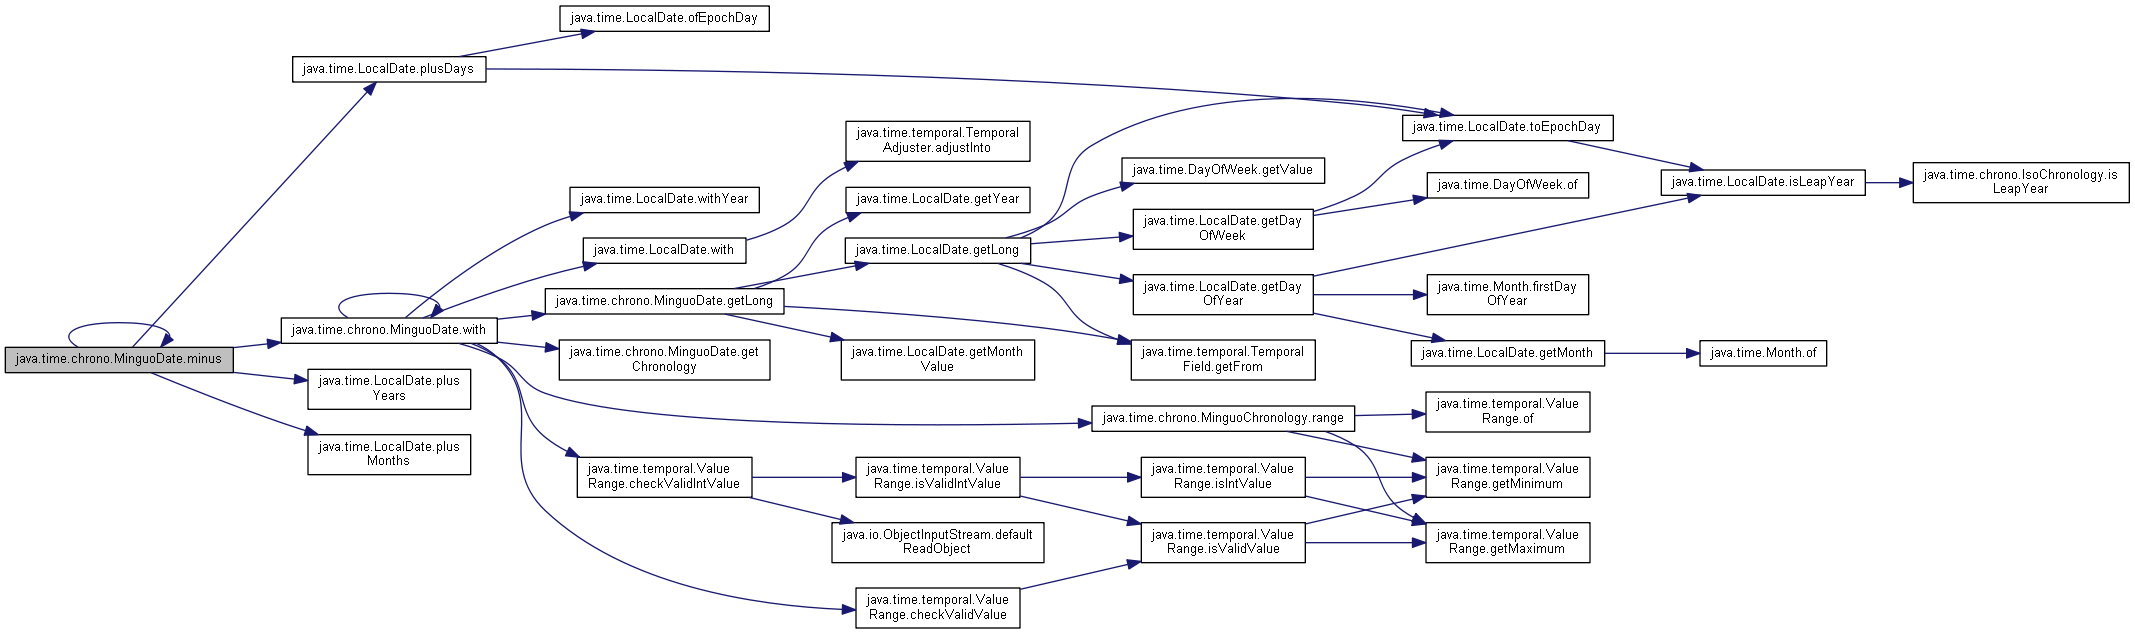 java.time.LocalDate.ofEpochDay
java.time.LocalDate.plusDays
java.time.LocalDate.toEpochDay
java.time.temporal.Temporal
Adjuster.adjustInto
java.time.DayOfWeek.getValue
java.time.LocalDate.isLeapYear
java.time.chrono.IsoChronology.is
LeapYear
java.time.DayOfWeek.of
java.time.LocalDate.withYear
java.time.LocalDate.getYear
java.time.LocalDate.getDay
OfWeek
java.time.LocalDate.with
java.time.LocalDate.getLong
java.time.LocalDate.getDay
OfYear
java.time.Month.firstDay
OfYear
java.time.chrono.MinguoDate.getLong
java.time.chrono.MinguoDate.with
java.time.chrono.MinguoDate.minus
java.time.chrono.MinguoDate.get
Chronology
java.time.LocalDate.getMonth
Value
java.time.temporal.Temporal
Field.getFrom
java.time.LocalDate.getMonth
java.time.Month.of
java.time.LocalDate.plus
Years
java.time.chrono.MinguoChronology.range
java.time.temporal.Value
Range.of
java.time.LocalDate.plus
Months
java.time.temporal.Value
Range.checkValidIntValue
java.time.temporal.Value
Range.isValidIntValue
java.time.temporal.Value
Range.isIntValue
java.time.temporal.Value
Range.getMinimum
java.io.ObjectInputStream.default
ReadObject
java.time.temporal.Value
Range.isValidValue
java.time.temporal.Value
Range.getMaximum
java.time.temporal.Value
Range.checkValidValue